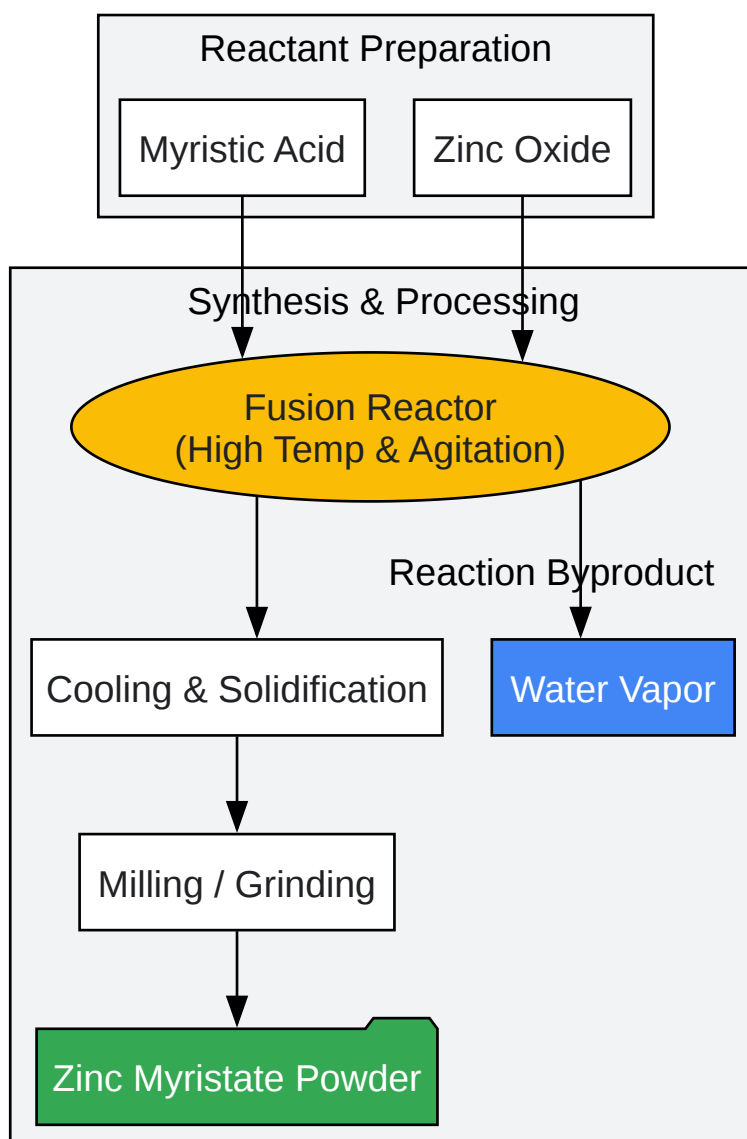 Reactant Preparation
Myristic Acid
Zinc Oxide
Synthesis & Processing
Fusion Reactor
(High Temp & Agitation)
Reaction Byproduct
Cooling & Solidification
Water Vapor
Milling / Grinding
Zinc Myristate Powder